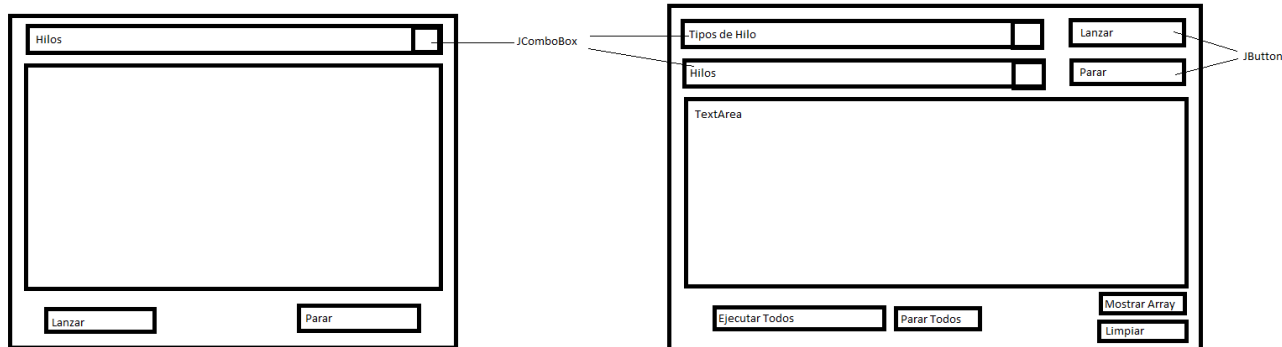 Hilos
Lanzar
Parar
JComboBox
Tipos de Hilo
Lanzar
Hilos
Parar
JButton
TextArea
Ejecutar Todos
Parar Todos
Mostrar Array
Limpiar